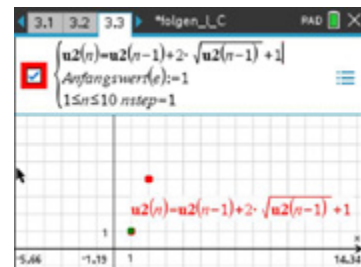 3.1 3.2 3.3 *folgen_I_C PAD
u2(n)=u2(n−1)+2·√u2(n−1) +1
Anfangswert(e):=1
1≤n≤10 nstep=1
u2(n)=u2(n−1)+2·√u2(n−1) +1
1
x
-5.66 -1.19 1 14.34